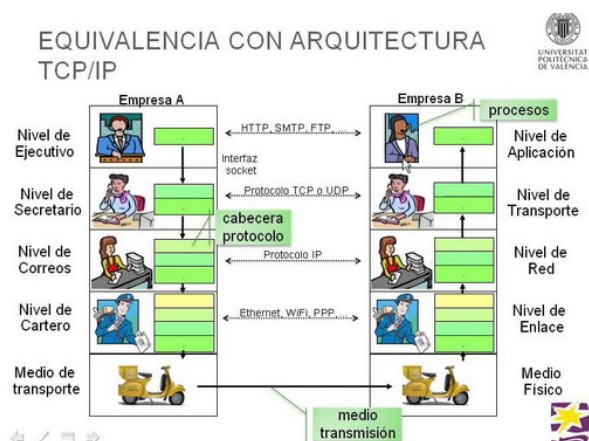 EQUIVALENCIA CON ARQUITECTURA
TCP/IP
UNIVERSITAT
POLITÈCNICA
DE VALÈNCIA
Empresa A
Empresa B
procesos
Nivel de
Ejecutivo
HTTP, SMTP, FTP, ...
Nivel de
Aplicación
Interfaz
socket
Nivel de
Secretario
Protocolo TCP o UDP
Nivel de
Transporte
cabecera
protocolo
Nivel de
Correos
Protocolo IP
Nivel de
Red
Nivel de
Cartero
Ethernet, WiFi, PPP, ...
Nivel de
Enlace
Medio de
transporte
Medio
Físico
medio
transmisión